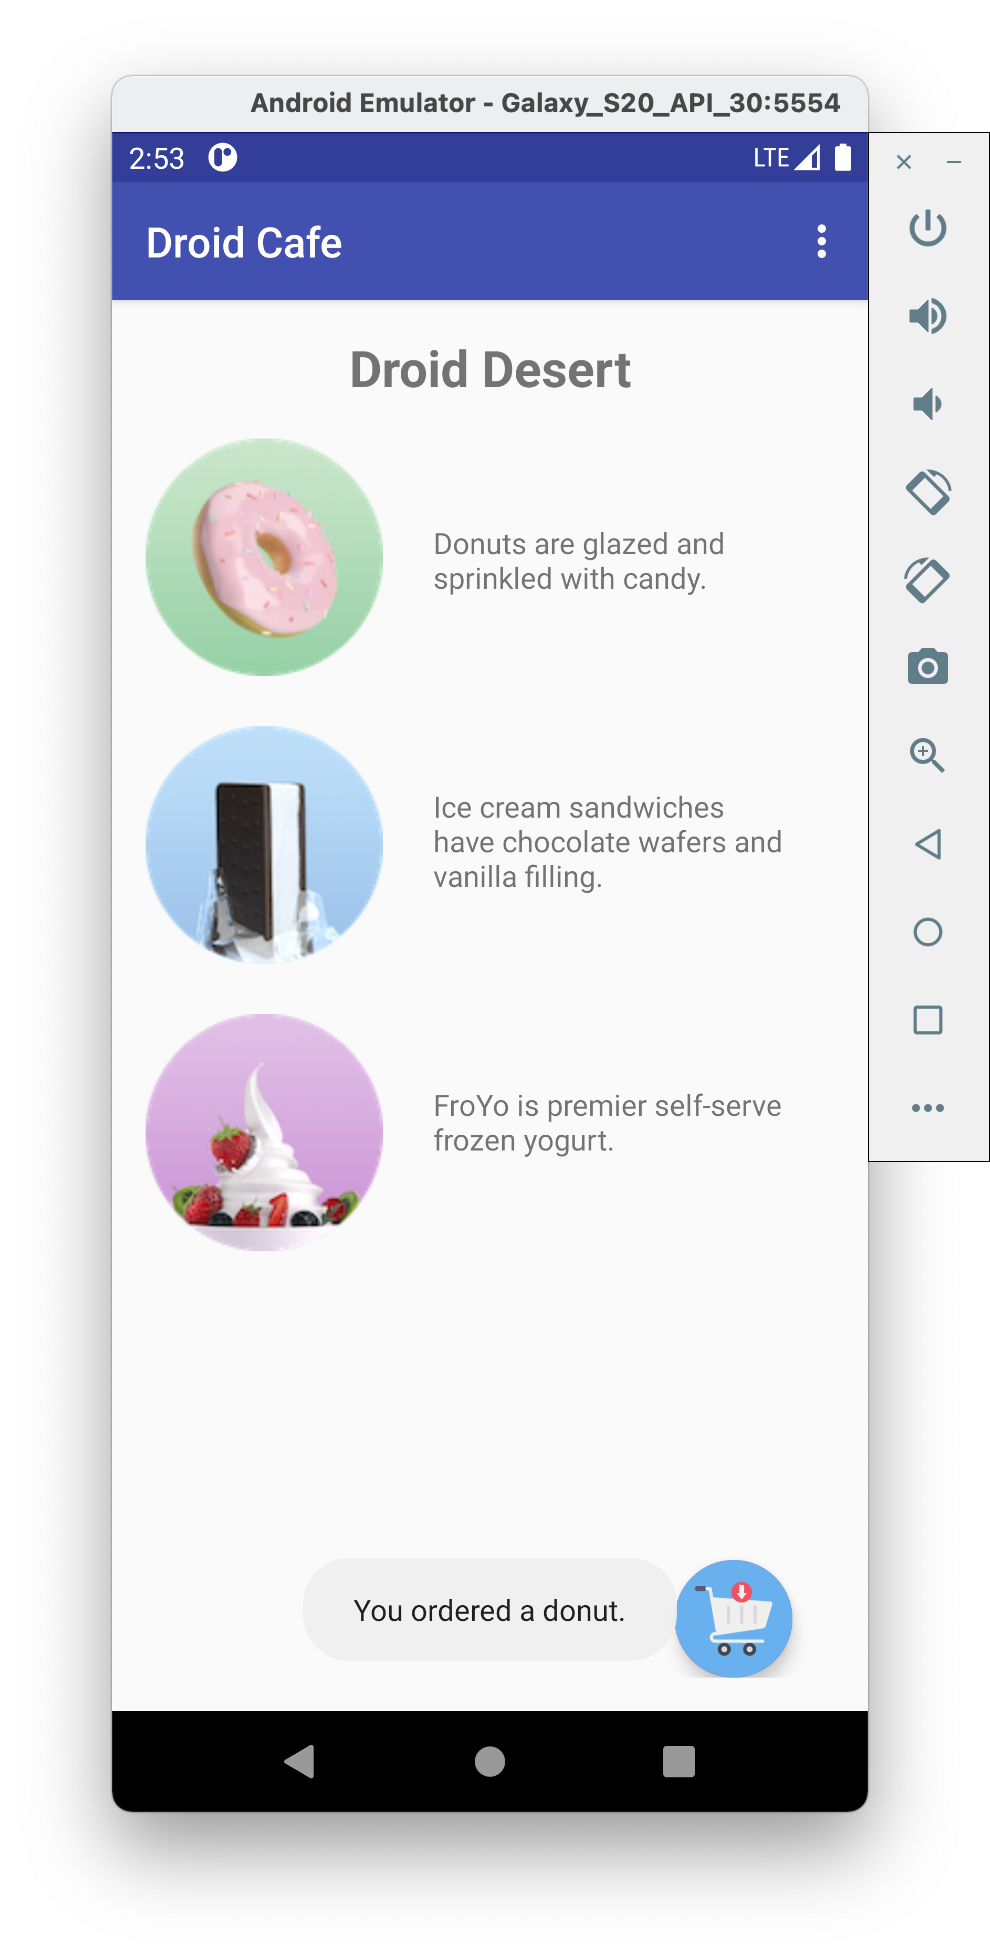 Android Emulator - Galaxy_S20_API_30:5554
2:53
LTE
Droid Cafe
Droid Desert
Donuts are glazed and
sprinkled with candy.
Ice cream sandwiches
have chocolate wafers and
vanilla filling.
FroYo is premier self-serve
frozen yogurt.
You ordered a donut.